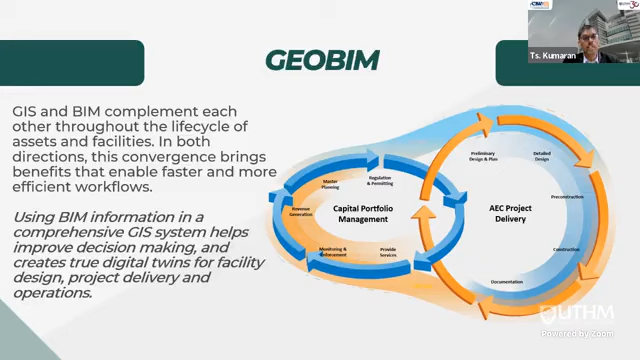 GEOBIM
GIS and BIM complement each
other throughout the lifecycle of
assets and facilities. In both
directions, this convergence brings
benefits that enable faster and more
efficient workflows.
Using BIM information in a
comprehensive GIS system helps
improve decision making, and
creates true digital twins for facility
design, project delivery and
operations.
Master
Planning
Regulation
& Permitting
Revenue
Generation
Capital Portfolio
Management
Monitoring &
Enforcement
Provide
Services
Preliminary
Design & Plan
Detailed
Design
Preconstruction
AEC Project
Delivery
Construction
Documentation
UTHM
Ts. Kumaran
UTHM
Powered by Zoom